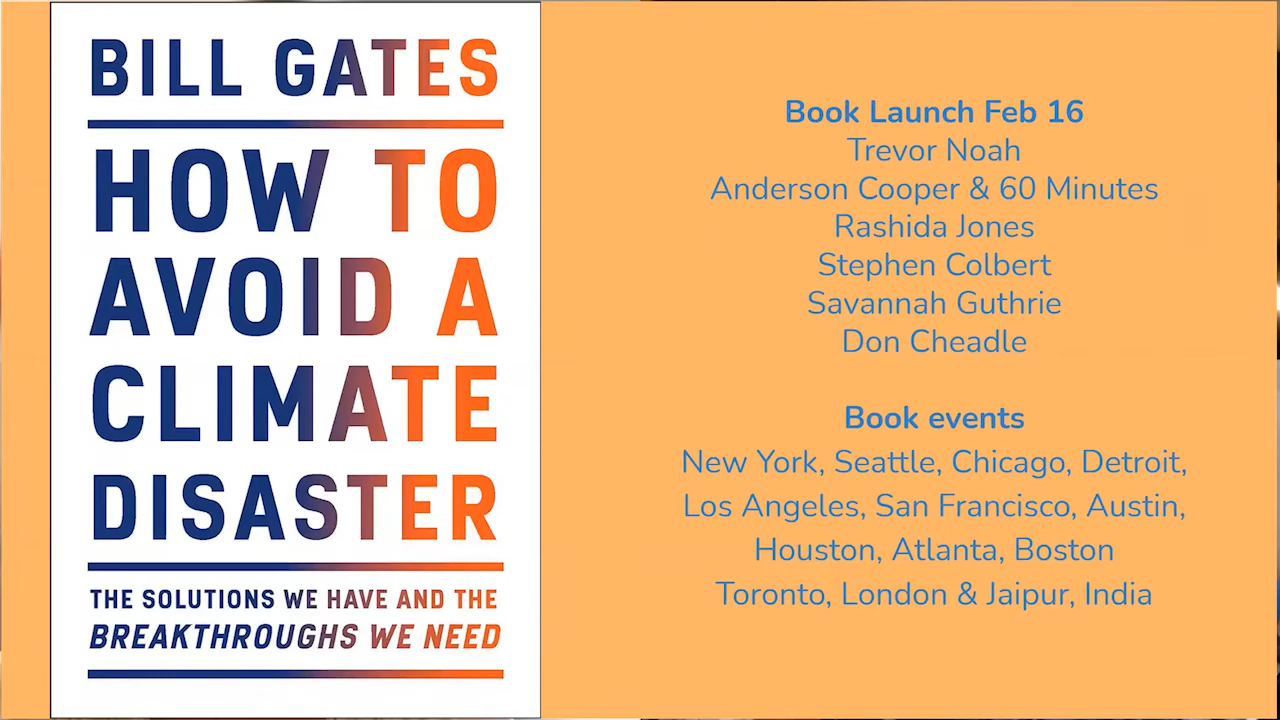 BILL GATES
HOW TO
AVOID A
CLIMATE
DISASTER
THE SOLUTIONS WE HAVE AND THE
BREAKTHROUGHS WE NEED
Book Launch Feb 16
Trevor Noah
Anderson Cooper & 60 Minutes
Rashida Jones
Stephen Colbert
Savannah Guthrie
Don Cheadle
Book events
New York, Seattle, Chicago, Detroit,
Los Angeles, San Francisco, Austin,
Houston, Atlanta, Boston
Toronto, London & Jaipur, India